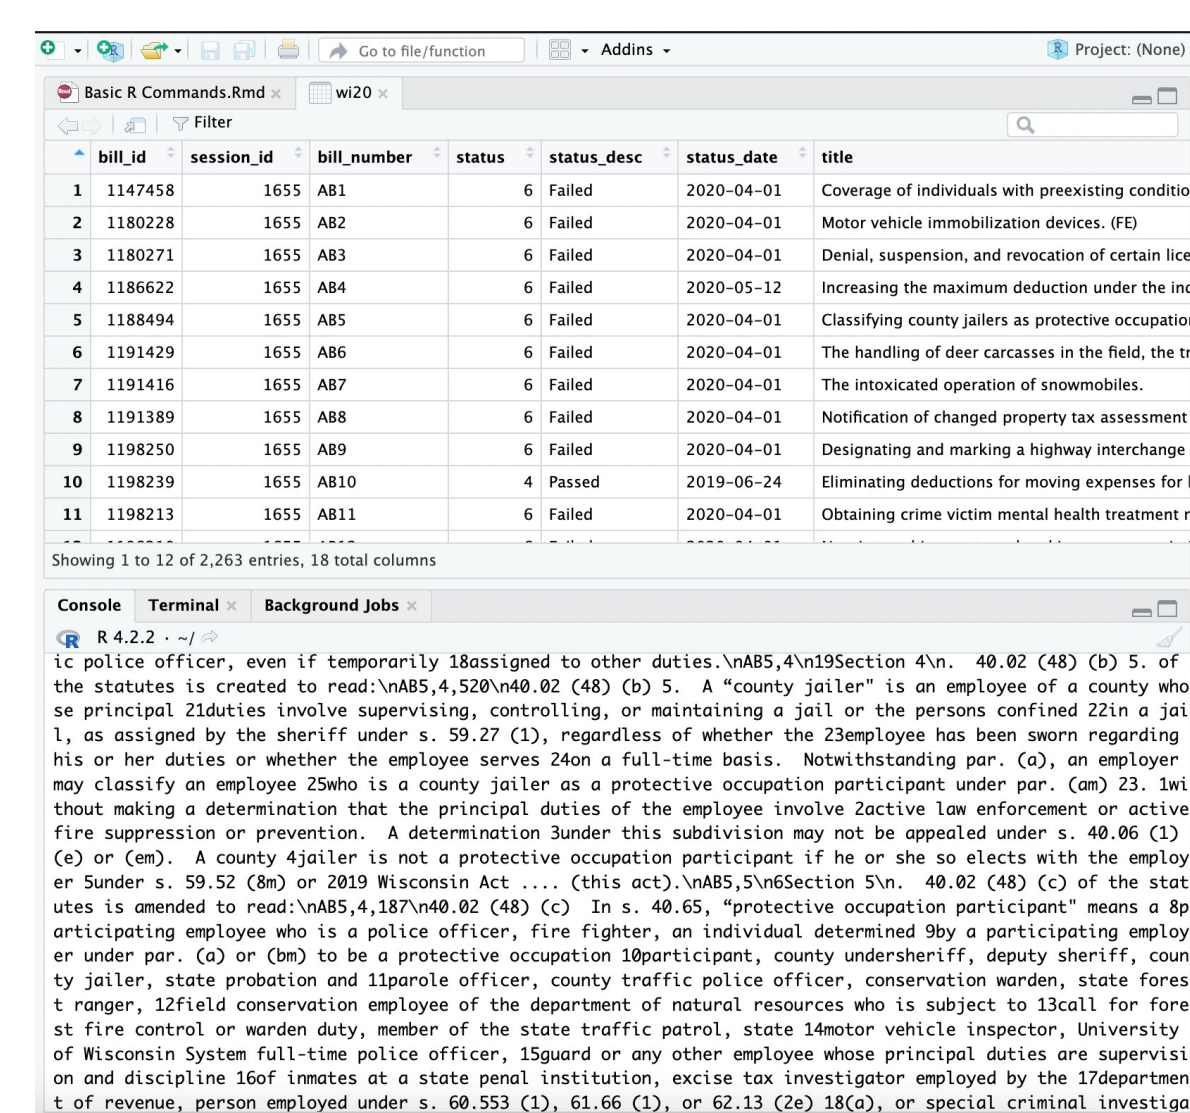 Go to file/function
Addins
Project: (None)
Basic R Commands.Rmd
wi20
Filter
bill_id session_id bill_number status status_desc status_date title
1 1147458 1655 AB1 6 Failed 2020-04-01 Coverage of individuals with preexisting conditio
2 1180228 1655 AB2 6 Failed 2020-04-01 Motor vehicle immobilization devices. (FE)
3 1180271 1655 AB3 6 Failed 2020-04-01 Denial, suspension, and revocation of certain lice
4 1186622 1655 AB4 6 Failed 2020-05-12 Increasing the maximum deduction under the inc
5 1188494 1655 AB5 6 Failed 2020-04-01 Classifying county jailers as protective occupatio
6 1191429 1655 AB6 6 Failed 2020-04-01 The handling of deer carcasses in the field, the tr
7 1191416 1655 AB7 6 Failed 2020-04-01 The intoxicated operation of snowmobiles.
8 1191389 1655 AB8 6 Failed 2020-04-01 Notification of changed property tax assessment
9 1198250 1655 AB9 6 Failed 2020-04-01 Designating and marking a highway interchange
10 1198239 1655 AB10 4 Passed 2019-06-24 Eliminating deductions for moving expenses for
11 1198213 1655 AB11 6 Failed 2020-04-01 Obtaining crime victim mental health treatment r
Showing 1 to 12 of 2,263 entries, 18 total columns
Console Terminal Background Jobs
R 4.2.2 · ~/
ic police officer, even if temporarily 18assigned to other duties.\nAB5,4\n19Section 4\n.  40.02 (48) (b) 5. of
the statutes is created to read:\nAB5,4,520\n40.02 (48) (b) 5.  A “county jailer" is an employee of a county who
se principal 21duties involve supervising, controlling, or maintaining a jail or the persons confined 22in a jai
l, as assigned by the sheriff under s. 59.27 (1), regardless of whether the 23employee has been sworn regarding
his or her duties or whether the employee serves 24on a full-time basis.  Notwithstanding par. (a), an employer
may classify an employee 25who is a county jailer as a protective occupation participant under par. (am) 23. 1wi
thout making a determination that the principal duties of the employee involve 2active law enforcement or active
fire suppression or prevention.  A determination 3under this subdivision may not be appealed under s. 40.06 (1)
(e) or (em).  A county 4jailer is not a protective occupation participant if he or she so elects with the employ
er 5under s. 59.52 (8m) or 2019 Wisconsin Act .... (this act).\nAB5,5\n6Section 5\n.  40.02 (48) (c) of the stat
utes is amended to read:\nAB5,4,187\n40.02 (48) (c)  In s. 40.65, “protective occupation participant" means a 8p
articipating employee who is a police officer, fire fighter, an individual determined 9by a participating employ
er under par. (a) or (bm) to be a protective occupation 10participant, county undersheriff, deputy sheriff, coun
ty jailer, state probation and 11parole officer, county traffic police officer, conservation warden, state fores
t ranger, 12field conservation employee of the department of natural resources who is subject to 13call for fore
st fire control or warden duty, member of the state traffic patrol, state 14motor vehicle inspector, University
of Wisconsin System full-time police officer, 15guard or any other employee whose principal duties are supervisi
on and discipline 16of inmates at a state penal institution, excise tax investigator employed by the 17departmen
t of revenue, person employed under s. 60.553 (1), 61.66 (1), or 62.13 (2e) 18(a), or special criminal investiga